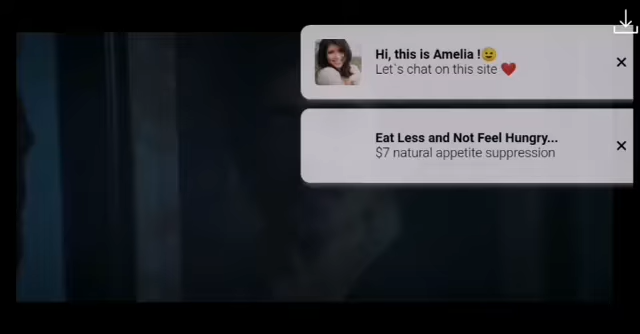 Hi, this is Amelia !😉
Let`s chat on this site ❤️
Eat Less and Not Feel Hungry...
$7 natural appetite suppression